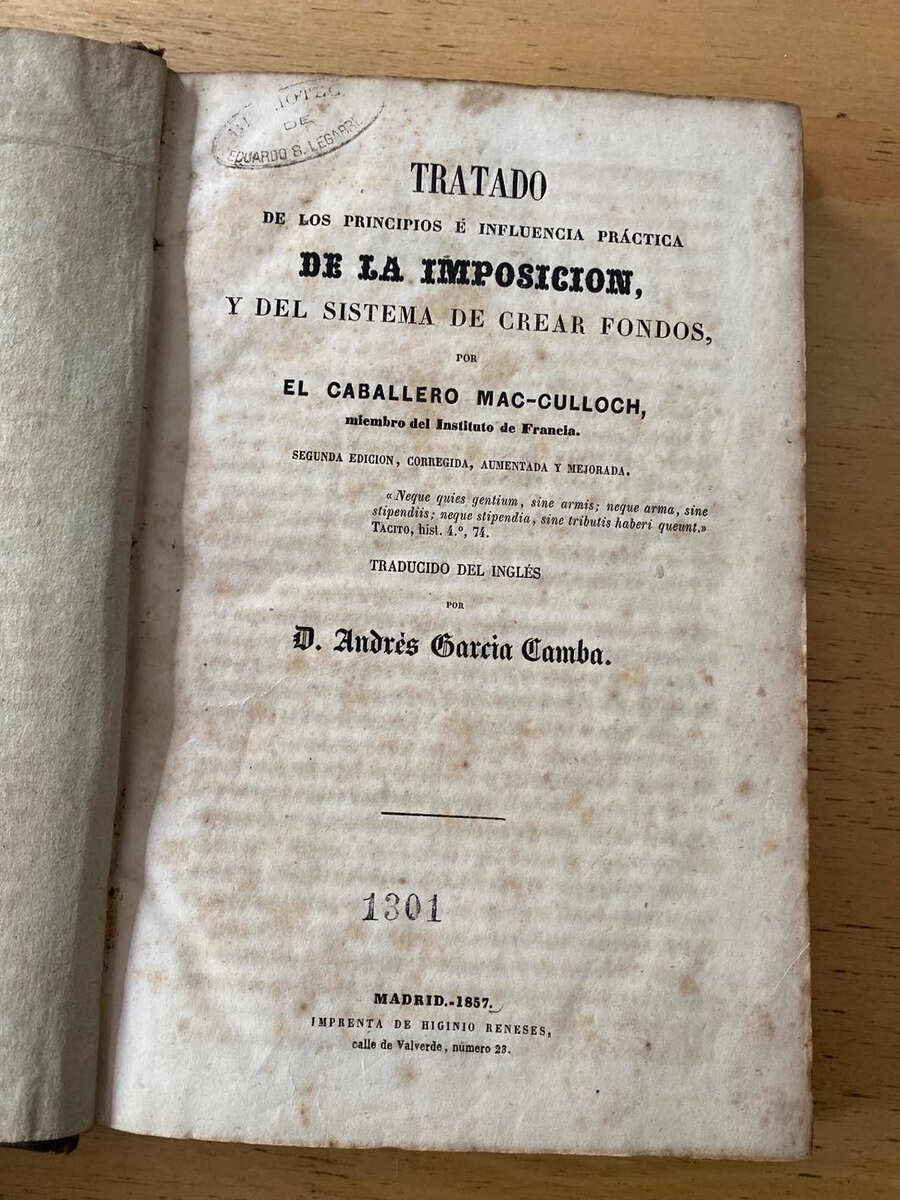 DE
EDUARDO B. LEGARRI
TRATADO
DE LOS PRINCIPIOS É INFLUENCIA PRÁCTICA
DE LA IMPOSICION,
Y DEL SISTEMA DE CREAR FONDOS,
POR
EL CABALLERO MAC-CULLOCH,
miembro del Instituto de Francia.
SEGUNDA EDICION, CORREGIDA, AUMENTADA Y MEJORADA.
«Neque quies gentium, sine armis; neque arma, sine
stipendiis; neque stipendia, sine tributis haberi queunt.»
TACITO, hist. 4.º, 74.
TRADUCIDO DEL INGLÉS
POR
D. Andrés Garcia Camba.
1301
MADRID.-1857.
IMPRENTA DE HIGINIO RENESES,
calle de Valverde, número 23.